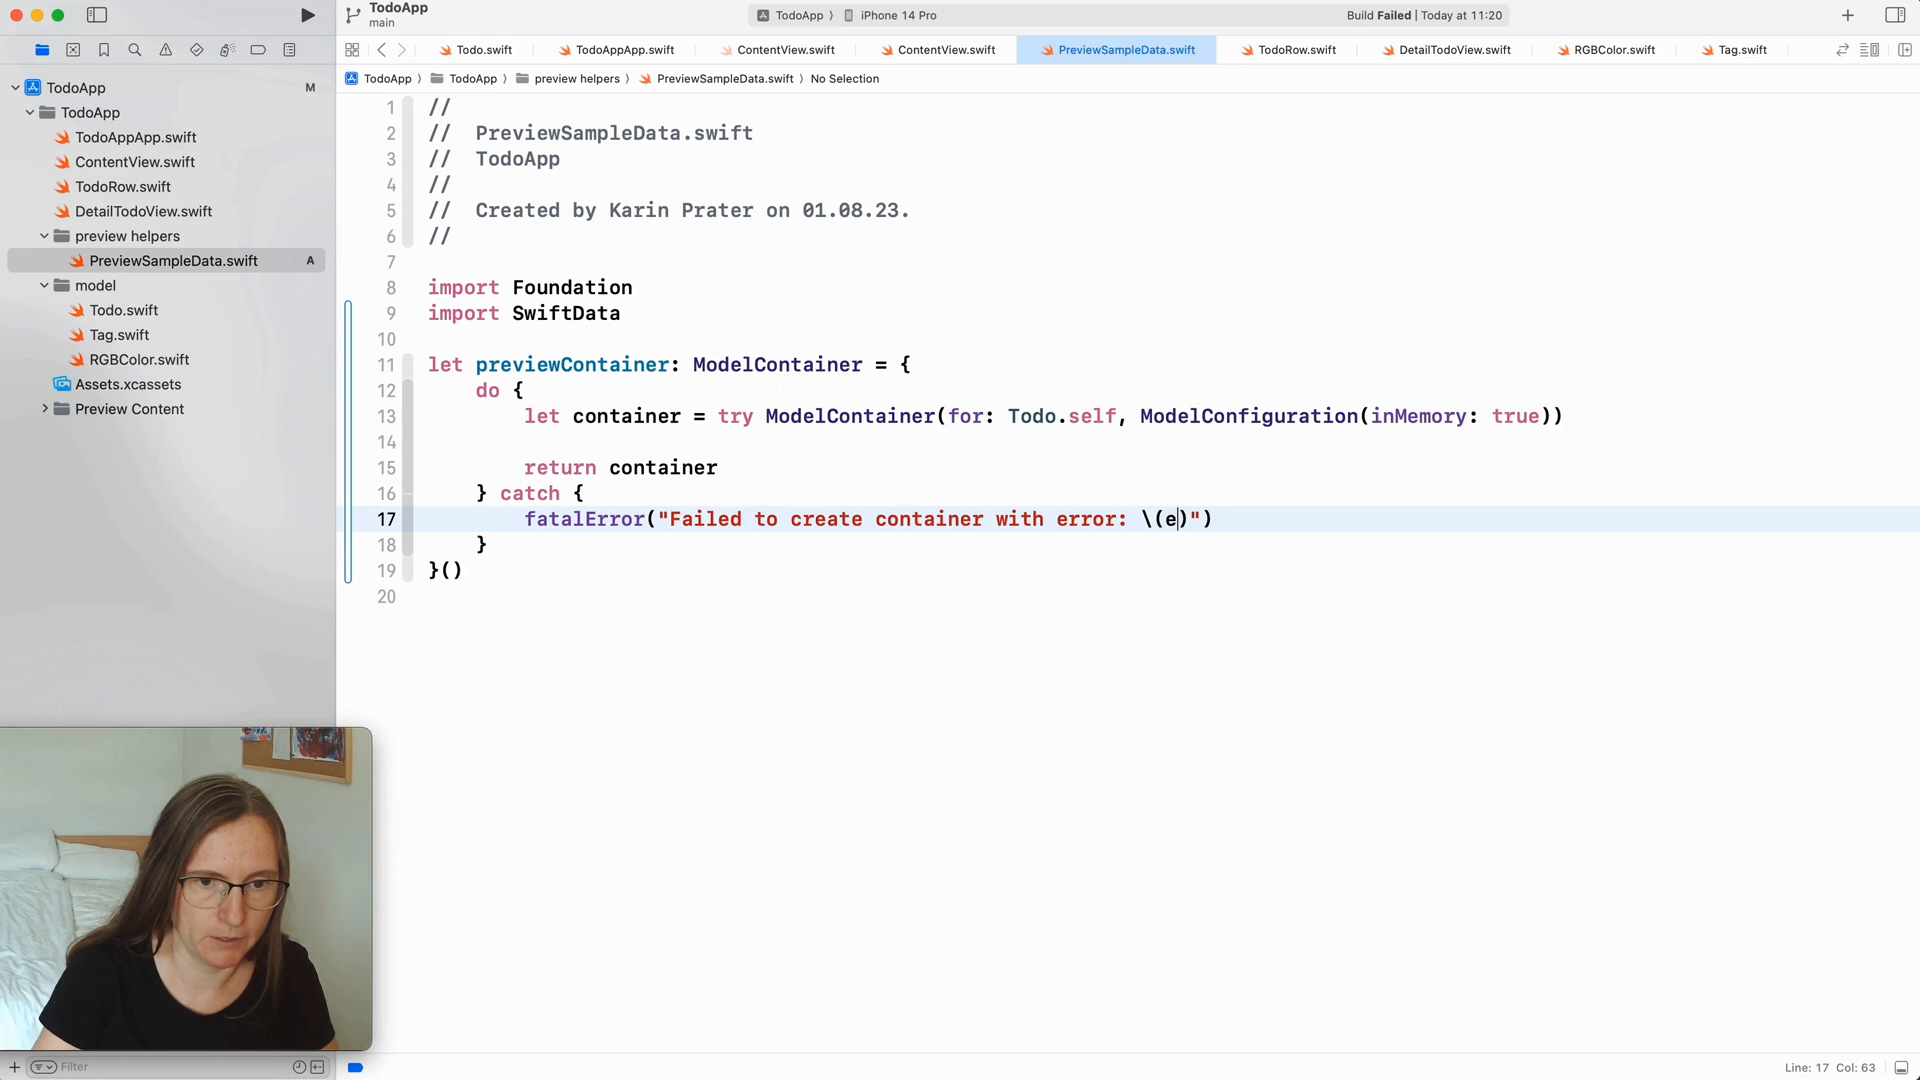 TodoApp
main
TodoApp
iPhone 14 Pro
Build Failed | Today at 11:20
Todo.swift
TodoAppApp.swift
ContentView.swift
ContentView.swift
PreviewSampleData.swift
TodoRow.swift
DetailTodoView.swift
RGBColor.swift
Tag.swift
TodoApp
TodoApp
preview helpers
PreviewSampleData.swift
No Selection
TodoApp M
TodoApp
TodoAppApp.swift
ContentView.swift
TodoRow.swift
DetailTodoView.swift
preview helpers
PreviewSampleData.swift A
model
Todo.swift
Tag.swift
RGBColor.swift
Assets.xcassets
Preview Content
1 //
2 // PreviewSampleData.swift
3 // TodoApp
4 //
5 // Created by Karin Prater on 01.08.23.
6 //
7
8 import Foundation
9 import SwiftData
10
11 let previewContainer: ModelContainer = {
12 do {
13 let container = try ModelContainer(for: Todo.self, ModelConfiguration(inMemory: true))
14
15 return container
16 } catch {
17 fatalError("Failed to create container with error: \(e)")
18 }
19 }()
20
Filter
Line: 17 Col: 63